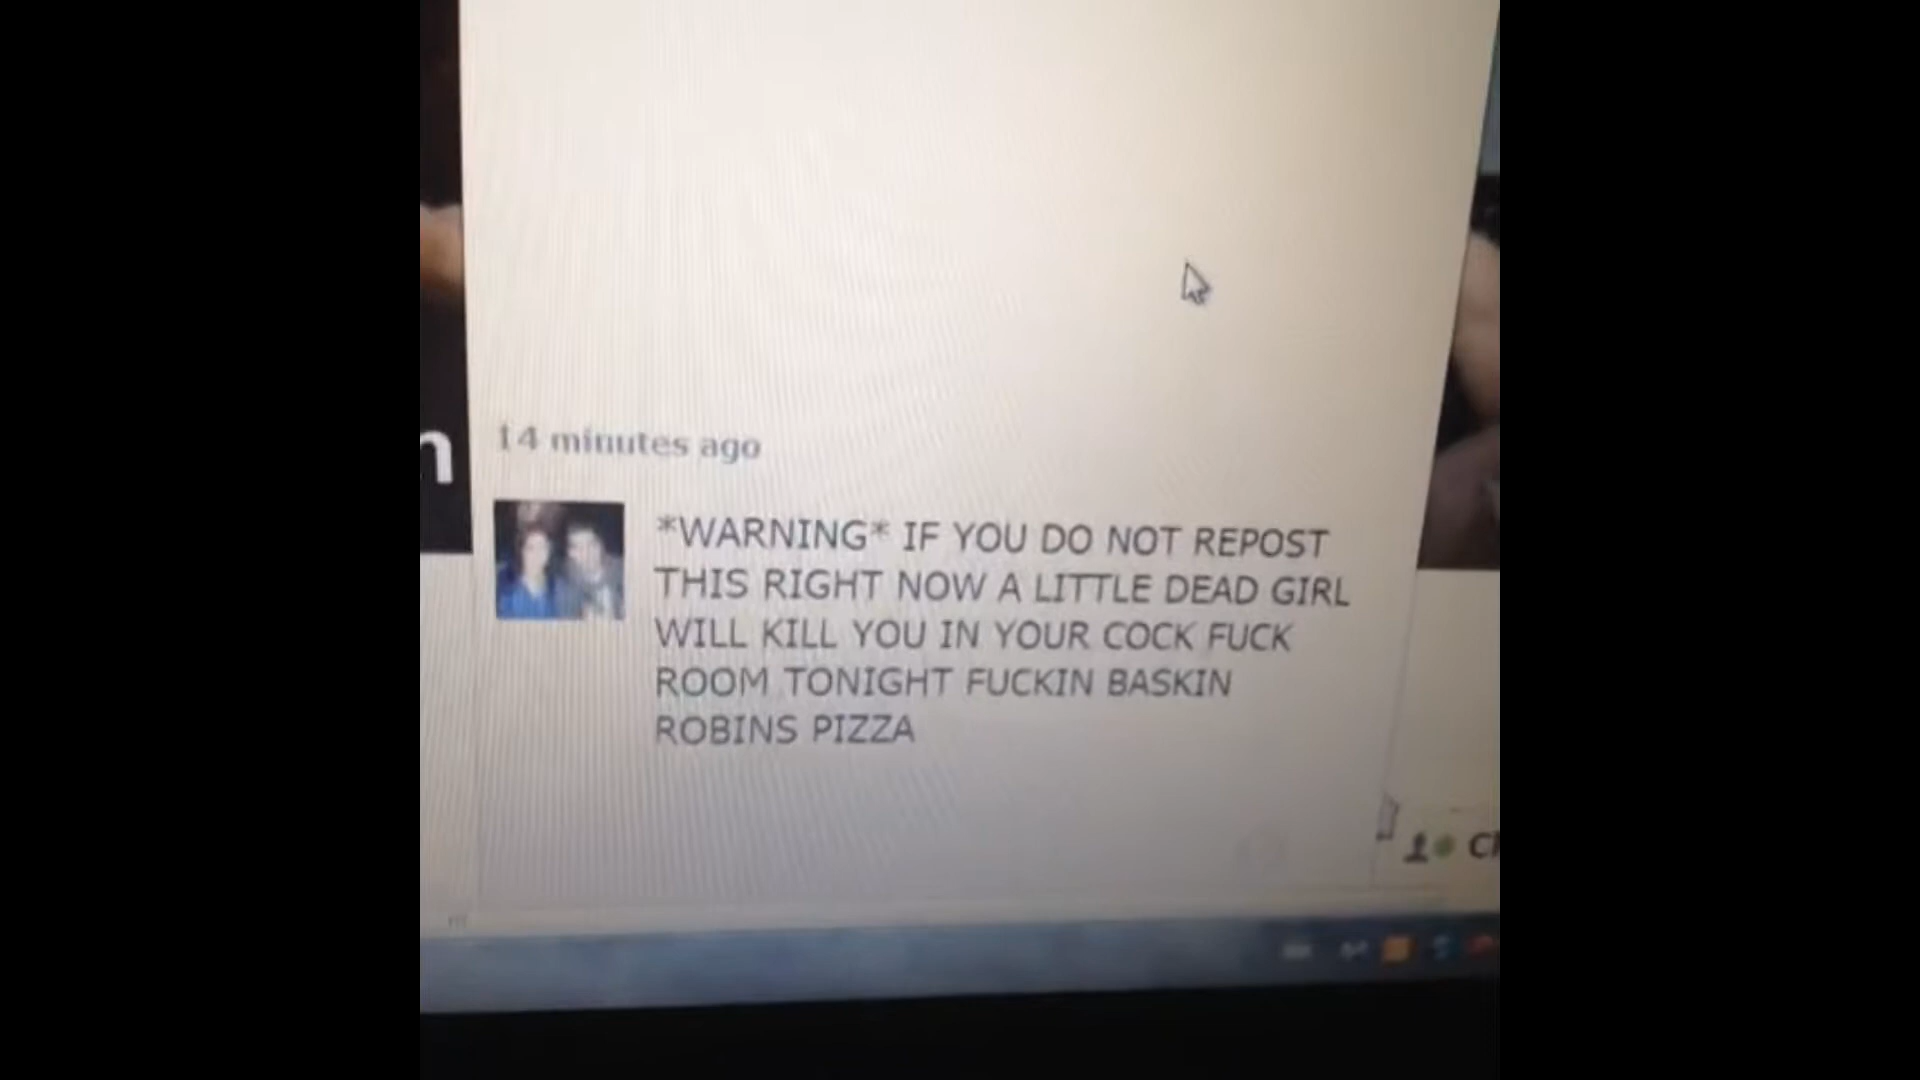 n
14 minutes ago
*WARNING* IF YOU DO NOT REPOST
THIS RIGHT NOW A LITTLE DEAD GIRL
WILL KILL YOU IN YOUR COCK FUCK
ROOM TONIGHT FUCKIN BASKIN
ROBINS PIZZA